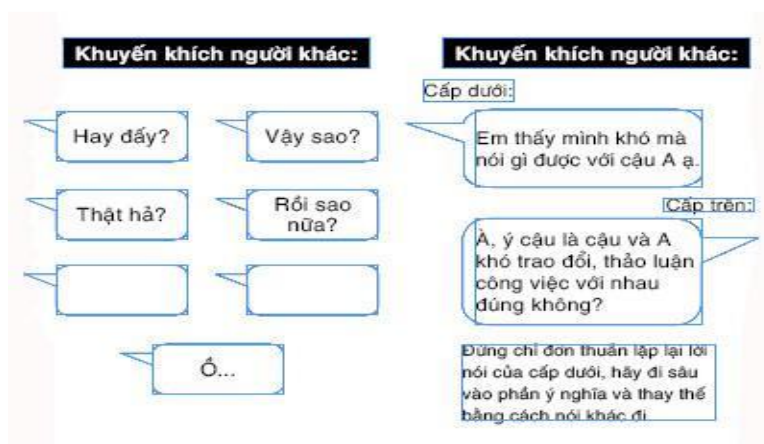 Khuyến khích người khác:
Hay đấy?
Vậy sao?
Thật hả?
Rồi sao
nữa?
Ồ...
Khuyến khích người khác:
Cấp dưới:
Em thấy mình khó mà
nói gì được với cậu A ạ.
Cấp trên:
À, ý cậu là cậu và A
khó trao đổi, thảo luận
công việc với nhau
đúng không?
Đừng chỉ đơn thuần lặp lại lời
nói của cấp dưới, hãy đi sâu
vào phần ý nghĩa và thay thế
bằng cách nói khác đi